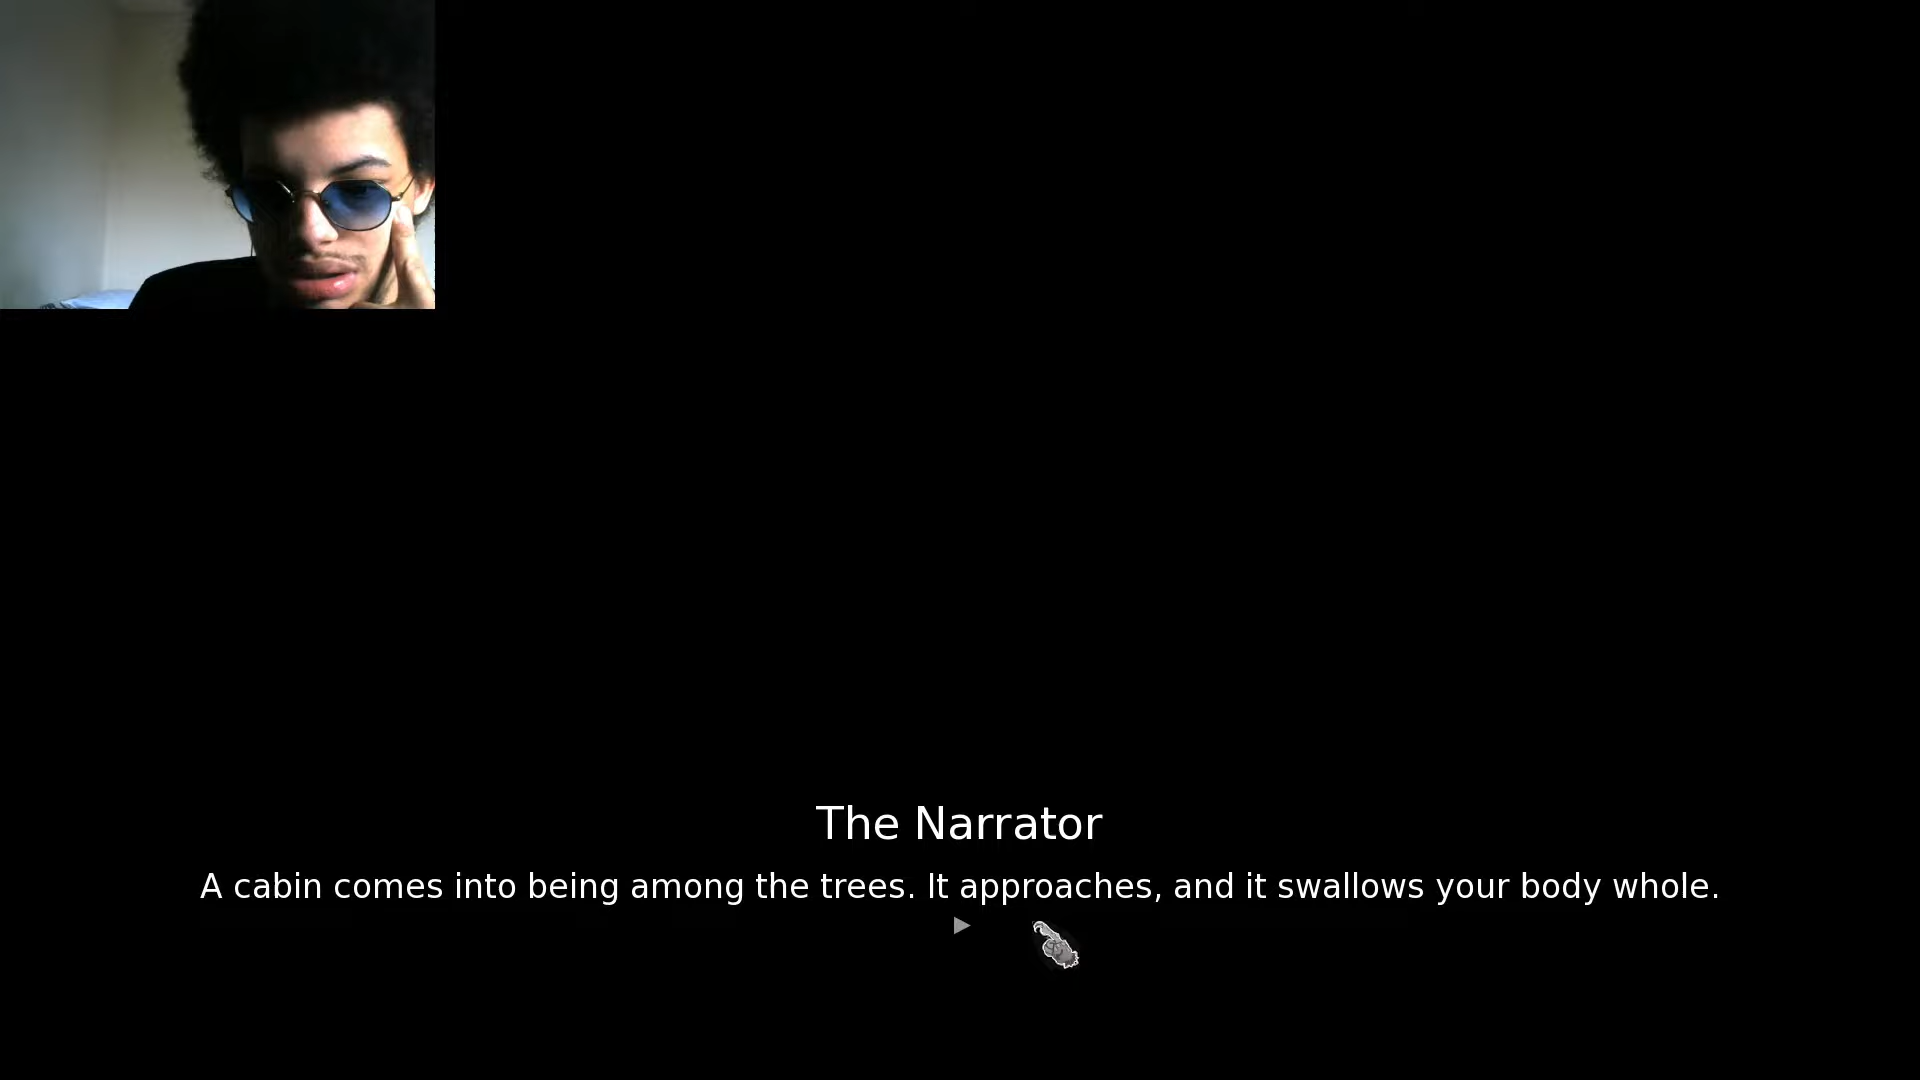 The Narrator
A cabin comes into being among the trees. It approaches, and it swallows your body whole.